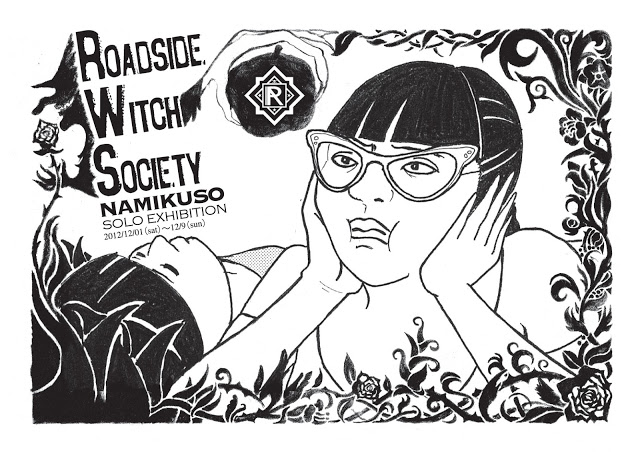 ROADSIDE.
WITCH
SOCIETY
NAMIKUSO
SOLO EXHIBITION
2012/12/01 (sat) 〜12/9 (sun)
R